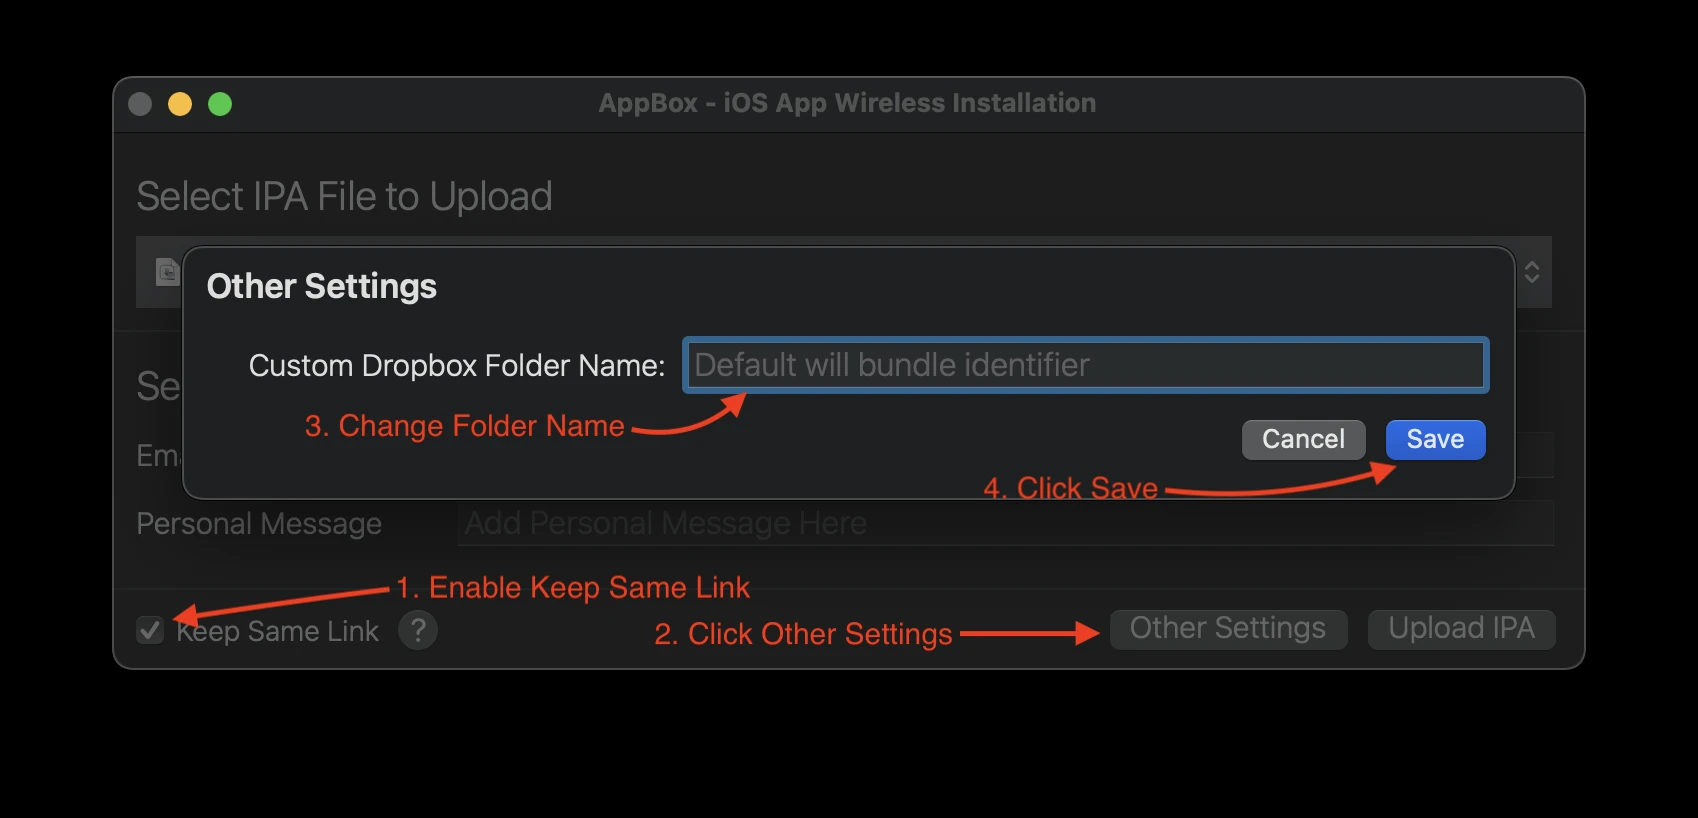 AppBox - iOS App Wireless Installation
Select IPA File to Upload
Other Settings
Custom Dropbox Folder Name: Default will bundle identifier
3. Change Folder Name
Cancel Save
4. Click Save
Personal Message Add Personal Message Here
1. Enable Keep Same Link
Keep Same Link ?
2. Click Other Settings
Other Settings Upload IPA